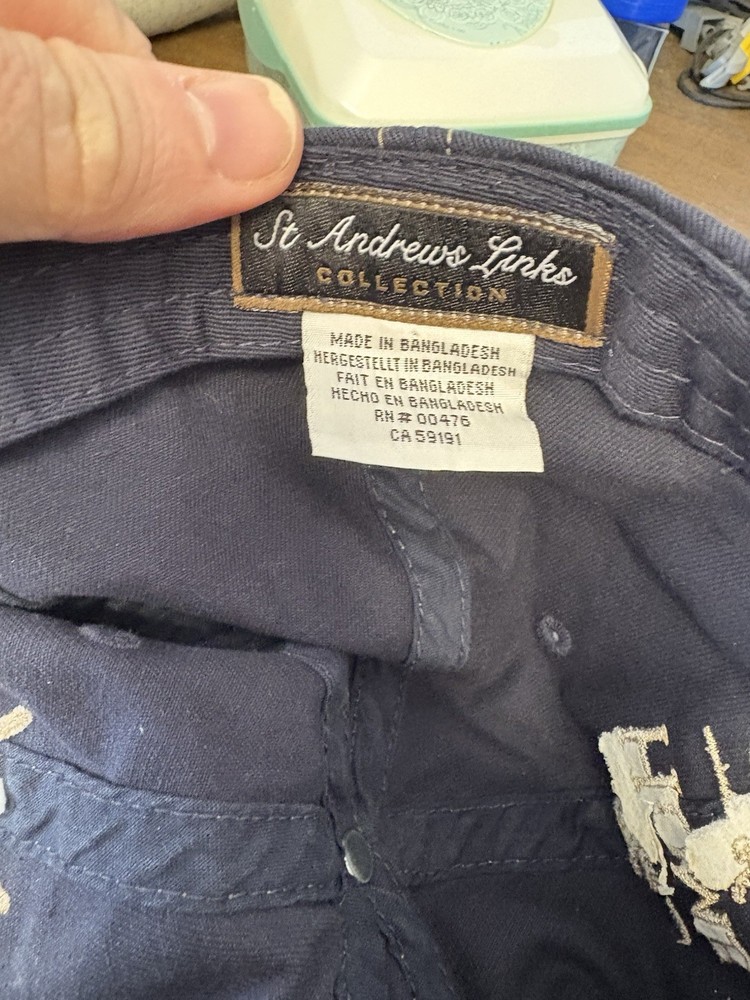 St Andrews Links
COLLECTION
MADE IN BANGLADESH
HERGESTELLT IN BANGLADESH
FAIT EN BANGLADESH
HECHO EN BANGLADESH
RN # 00476
CA 59191